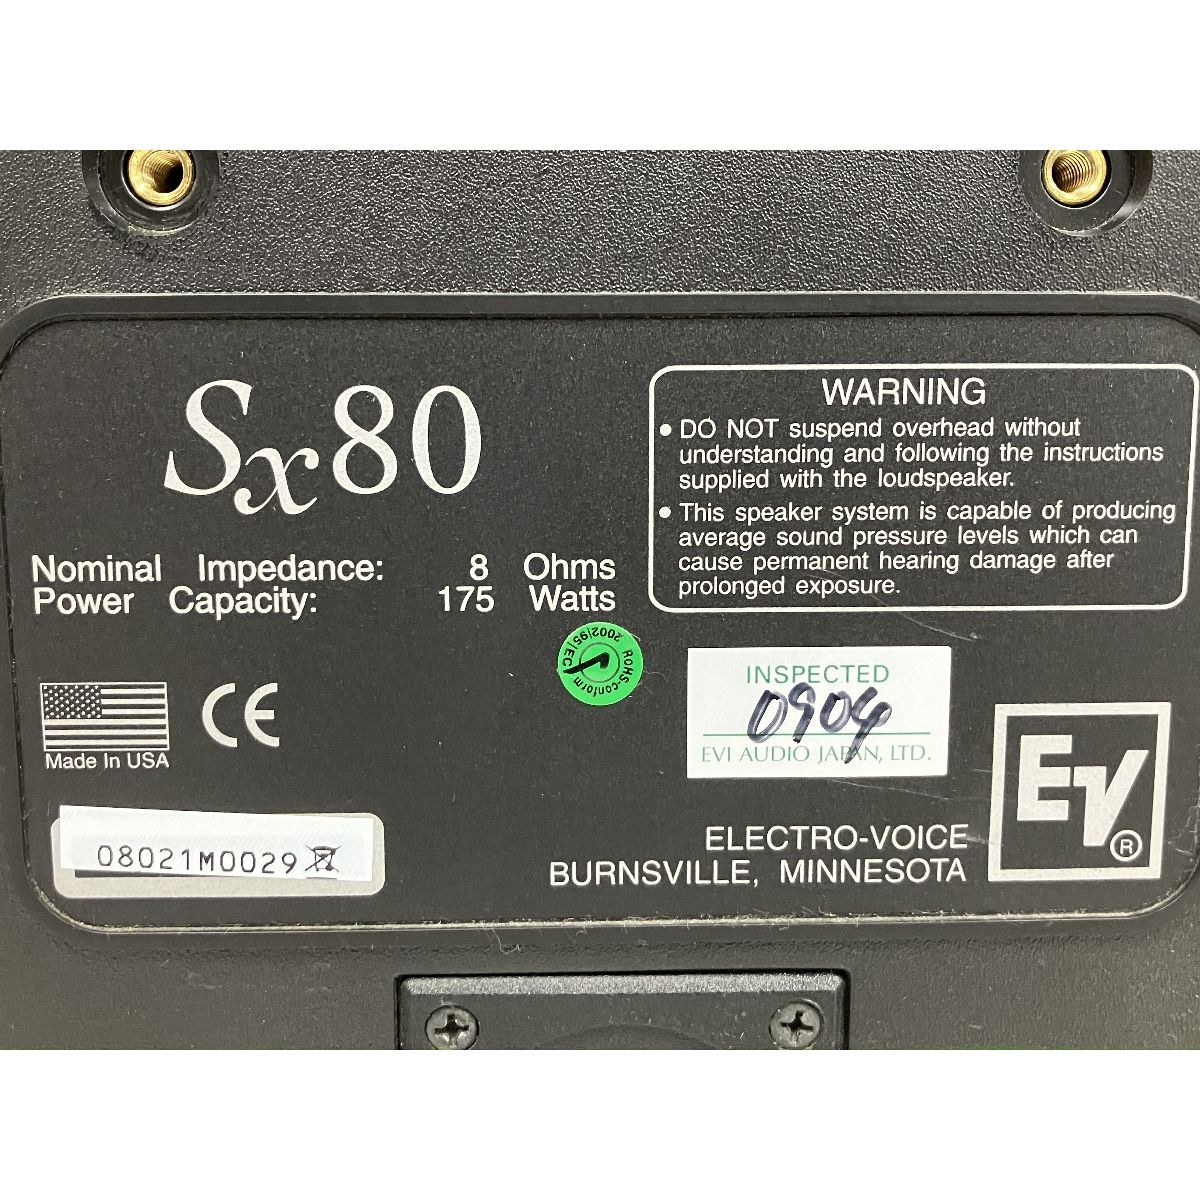 Sx80
Nominal Impedance: 8 Ohms
Power Capacity: 175 Watts
WARNING
• DO NOT suspend overhead without
understanding and following the instructions
supplied with the loudspeaker.
• This speaker system is capable of producing
average sound pressure levels which can
cause permanent hearing damage after
prolonged exposure.
2002/95/EC
RoHS-conform
INSPECTED
0904
EVI AUDIO JAPAN, LTD.
Made In USA
CE
08021M0029
EV®
ELECTRO-VOICE
BURNSVILLE, MINNESOTA